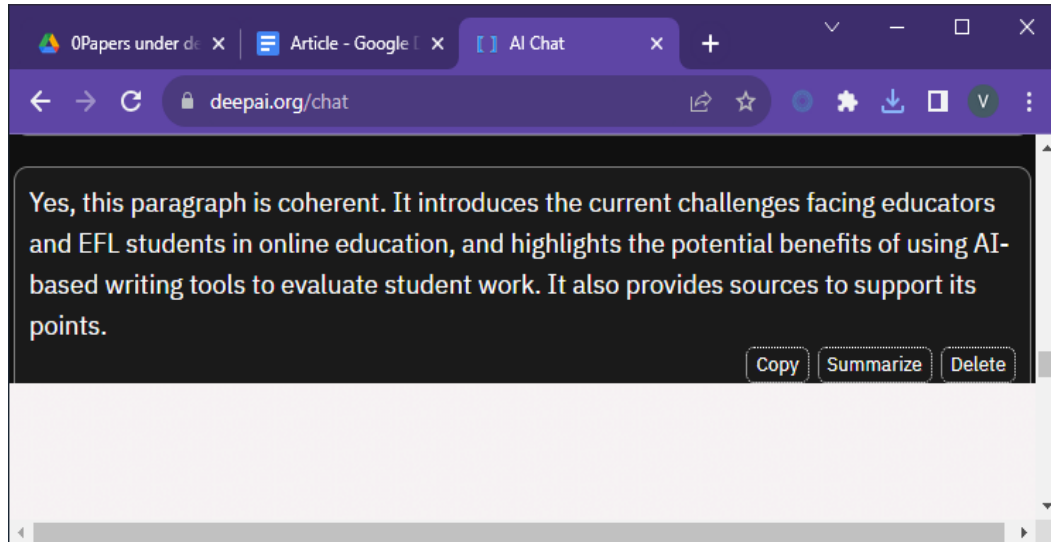 0Papers under de
Article - Google
AI Chat
deepai.org/chat
V
Yes, this paragraph is coherent. It introduces the current challenges facing educators
and EFL students in online education, and highlights the potential benefits of using AI-
based writing tools to evaluate student work. It also provides sources to support its
points.
Copy Summarize Delete